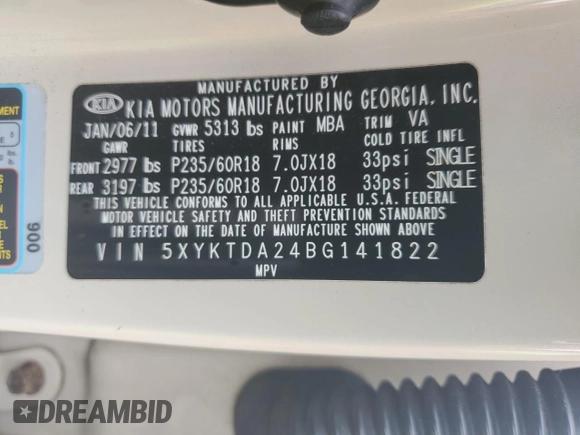 MANUFACTURED BY
KIA KIA MOTORS MANUFACTURING GEORGIA, INC.
JAN/06/11 GVWR 5313 lbs PAINT MBA TRIM VA
GAWR TIRES RIMS COLD TIRE INFL
FRONT 2977 lbs P235/60R18 7.0JX18 33psi SINGLE
REAR 3197 lbs P235/60R18 7.0JX18 33psi SINGLE
THIS VEHICLE CONFORMS TO ALL APPLICABLE U.S.A. FEDERAL
MOTOR VEHICLE SAFETY AND THEFT PREVENTION STANDARDS
IN EFFECT ON THE DATE OF MANUFACTURE SHOWN ABOVE
VIN 5XYKTDA24BG141822
MPV
006
DREAMBID